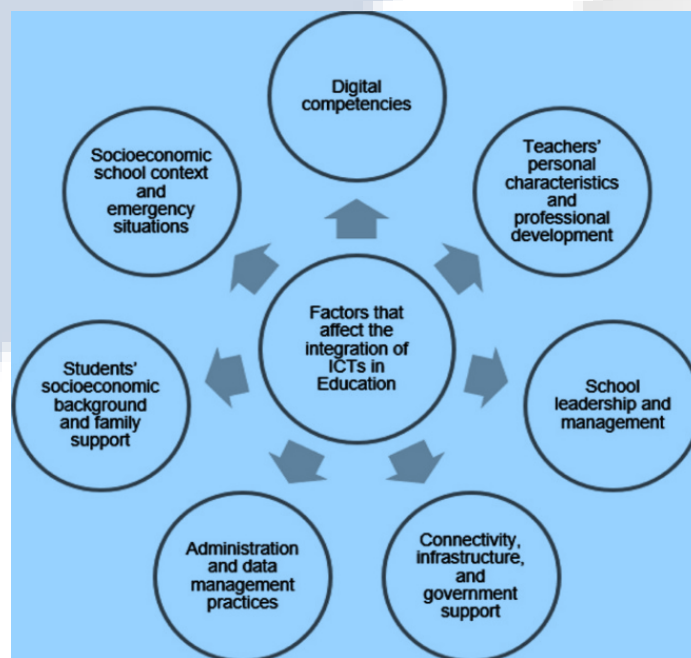 Digital
competencies
Teachers'
personal
characteristics
and
professional
development
School
leadership and
management
Connectivity,
infrastructure,
and
government
support
Administration
and data
management
practices
Students'
socioeconomic
background
and family
support
Socioeconomic
school context
and
emergency
situations
Factors that
affect the
integration of
ICTs in
Education